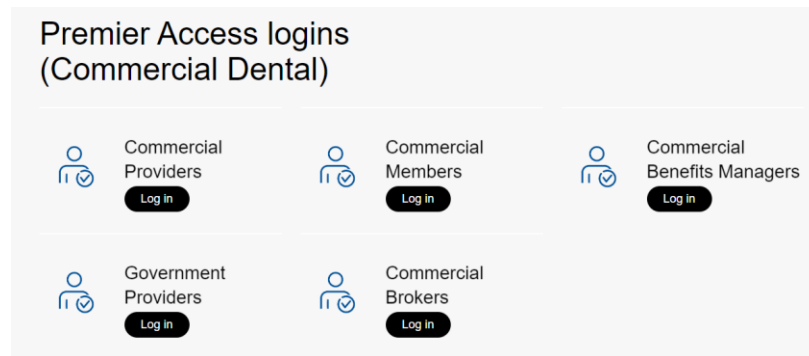 Premier Access logins
(Commercial Dental)
Commercial
Providers
Log in
Commercial
Members
Log in
Commercial
Benefits Managers
Log in
Government
Providers
Log in
Commercial
Brokers
Log in